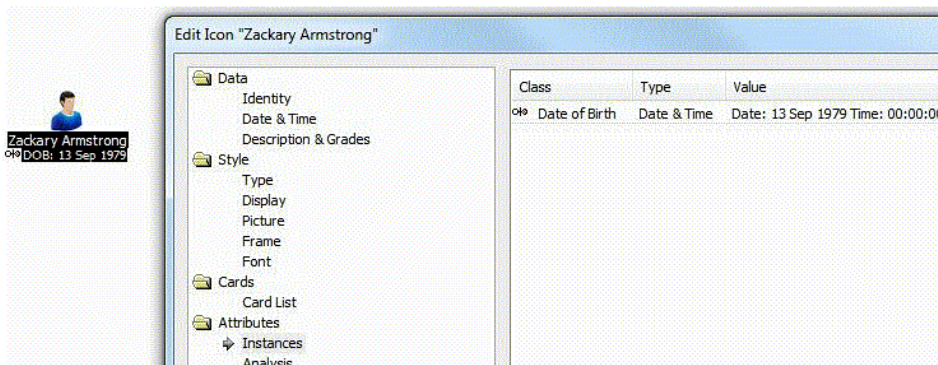 Edit Icon "Zackary Armstrong"
Zackary Armstrong
DOB: 13 Sep 1979
Data
Identity
Date & Time
Description & Grades
Style
Type
Display
Picture
Frame
Font
Cards
Card List
Attributes
Instances
Analysis
Class Type Value
Date of Birth Date & Time Date: 13 Sep 1979 Time: 00:00:00